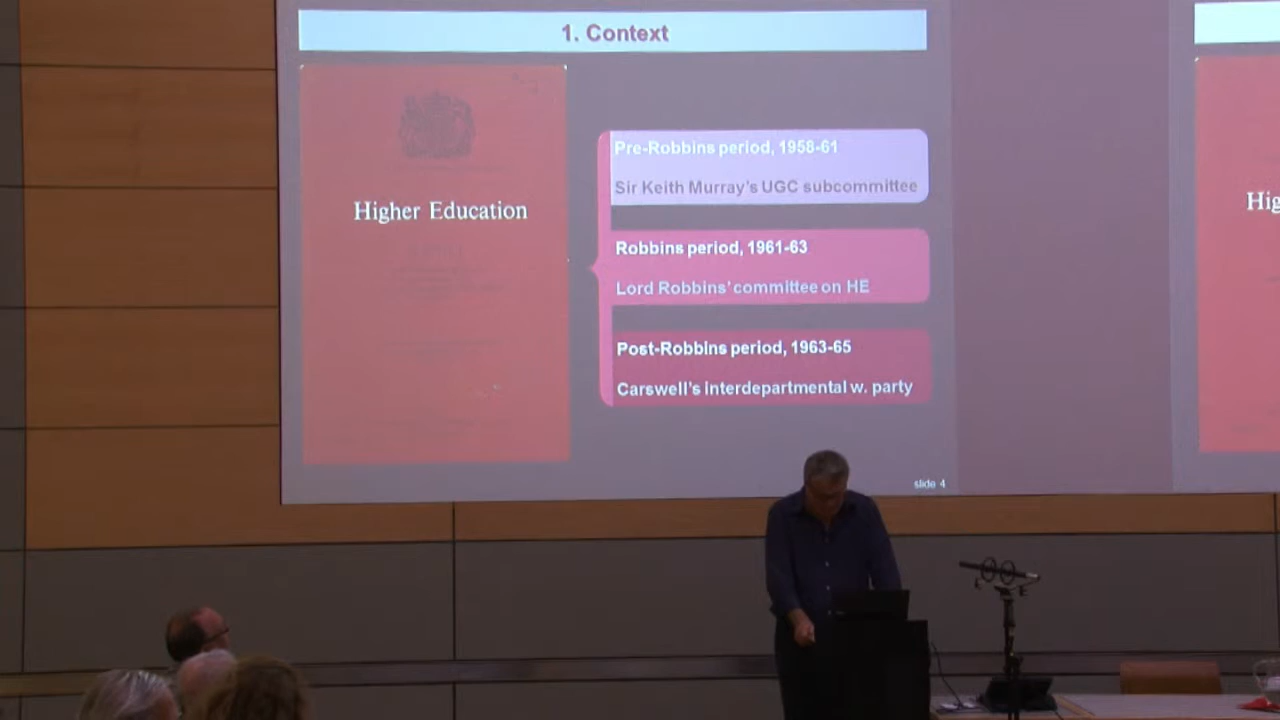 1. Context
Higher Education
Pre-Robbins period, 1958-61
Sir Keith Murray's UGC subcommittee
Robbins period, 1961-63
Lord Robbins' committee on HE
Post-Robbins period, 1963-65
Carswell's interdepartmental w. party
slide 4
Hig